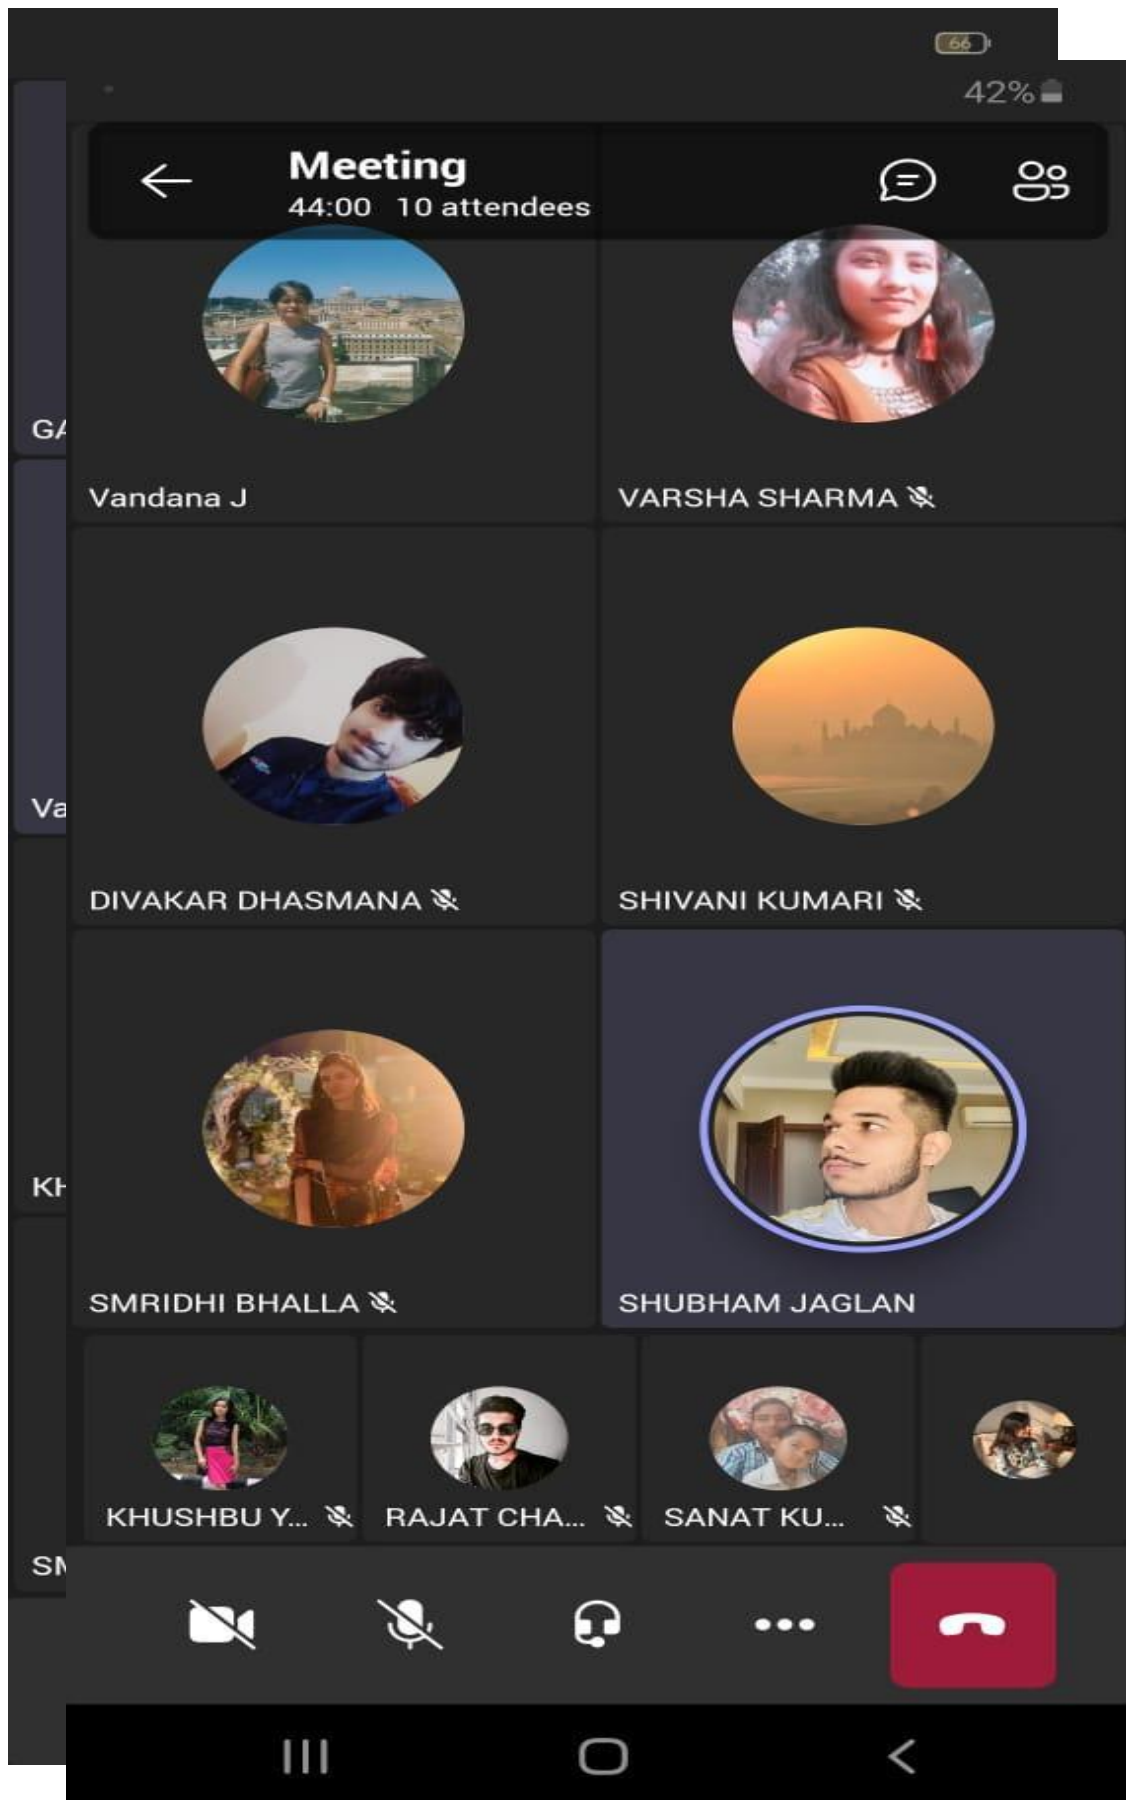 66
42%
Meeting
44:00 10 attendees
GA
Vandana J
VARSHA SHARMA
Va
DIVAKAR DHASMANA
SHIVANI KUMARI
KH
SMRIDHI BHALLA
SHUBHAM JAGLAN
KHUSHBU Y...
RAJAT CHA...
SANAT KU...
SM